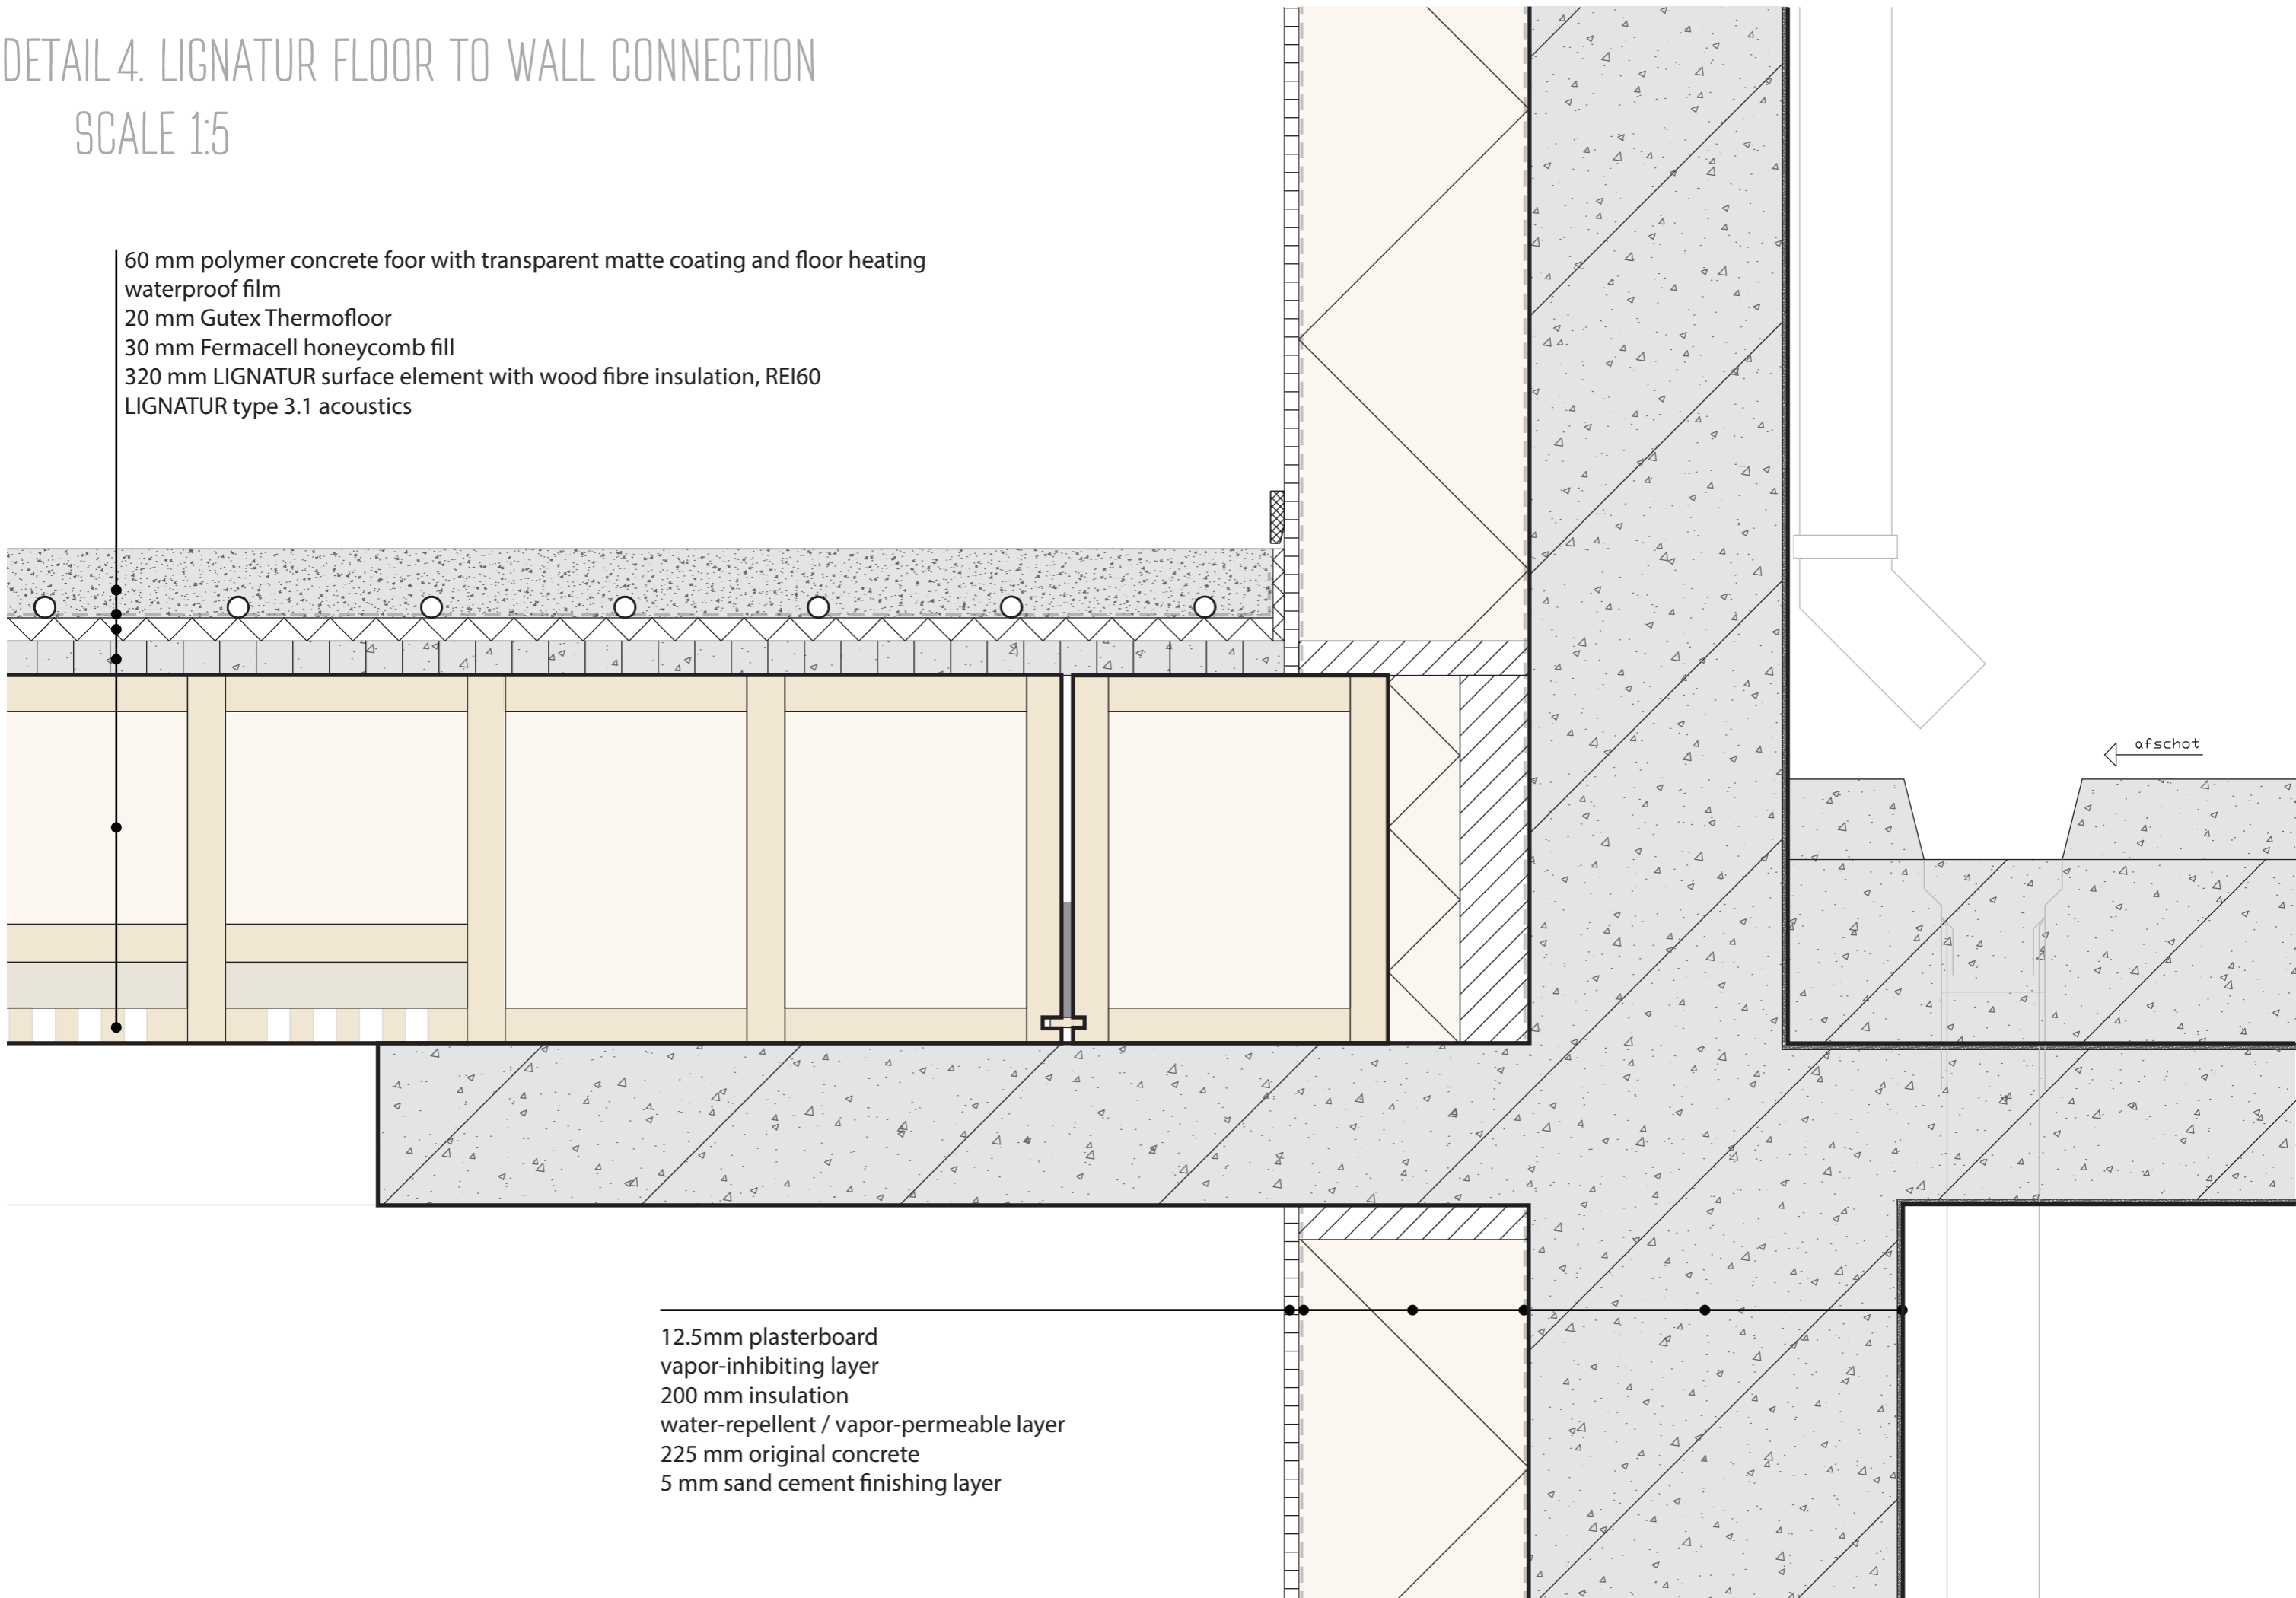 DETAIL 4. LIGNATUR FLOOR TO WALL CONNECTION
SCALE 1:5
60 mm polymer concrete foor with transparent matte coating and floor heating
waterproof film
20 mm Gutex Thermofloor
30 mm Fermacell honeycomb fill
320 mm LIGNATUR surface element with wood fibre insulation, REI60
LIGNATUR type 3.1 acoustics
afschot
12.5mm plasterboard
vapor-inhibiting layer
200 mm insulation
water-repellent / vapor-permeable layer
225 mm original concrete
5 mm sand cement finishing layer